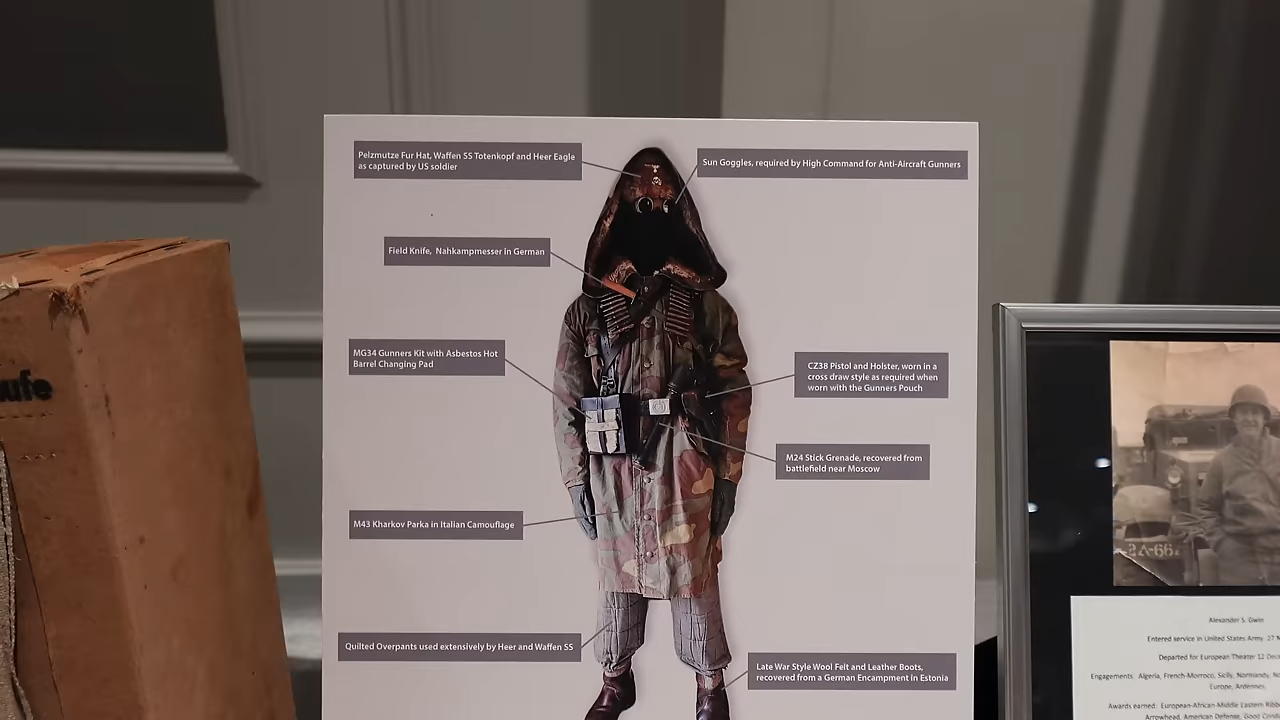 Pelzmutze Fur Hat, Waffen SS Totenkopf and Heer Eagle
as captured by US soldier
Sun Goggles, required by High Command for Anti-Aircraft Gunners
Field Knife, Nahkampmesser in German
MG34 Gunners Kit with Asbestos Hot
Barrel Changing Pad
CZ38 Pistol and Holster, worn in a
cross draw style as required when
worn with the Gunners Pouch
M24 Stick Grenade, recovered from
battlefield near Moscow
M43 Kharkov Parka in Italian Camouflage
Quilted Overpants used extensively by Heer and Waffen SS
Late War Style Wool Felt and Leather Boots,
recovered from a German Encampment in Estonia
ufe
2A-66
Alexander S. Gwin
Entered service in United States Army 27
Departed for European Theater 12
Engagements: Algeria, French-Morroco, Sicily, Normandy,
Europe, Ardennes,
Awards earned: European-African-Middle Eastern
Arrowhead, American Defense, Good